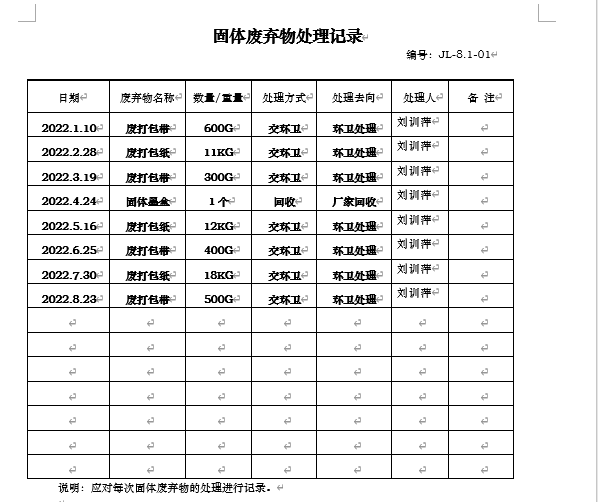 固体废弃物处理记录
编号：JL-8.1-01
日期 废弃物名称 数量/重量 处理方式 处理去向 处理人 备 注
2022.1.10 废打包带 600G 交环卫 环卫处理 刘训萍
2022.2.28 废打包纸 11KG 交环卫 环卫处理 刘训萍
2022.3.19 废打包带 300G 交环卫 环卫处理 刘训萍
2022.4.24 固体墨盒 1个 回收 厂家回收 刘训萍
2022.5.16 废打包纸 12KG 交环卫 环卫处理 刘训萍
2022.6.25 废打包带 400G 交环卫 环卫处理 刘训萍
2022.7.30 废打包纸 18KG 交环卫 环卫处理 刘训萍
2022.8.23 废打包带 500G 交环卫 环卫处理 刘训萍
说明：应对每次固体废弃物的处理进行记录。